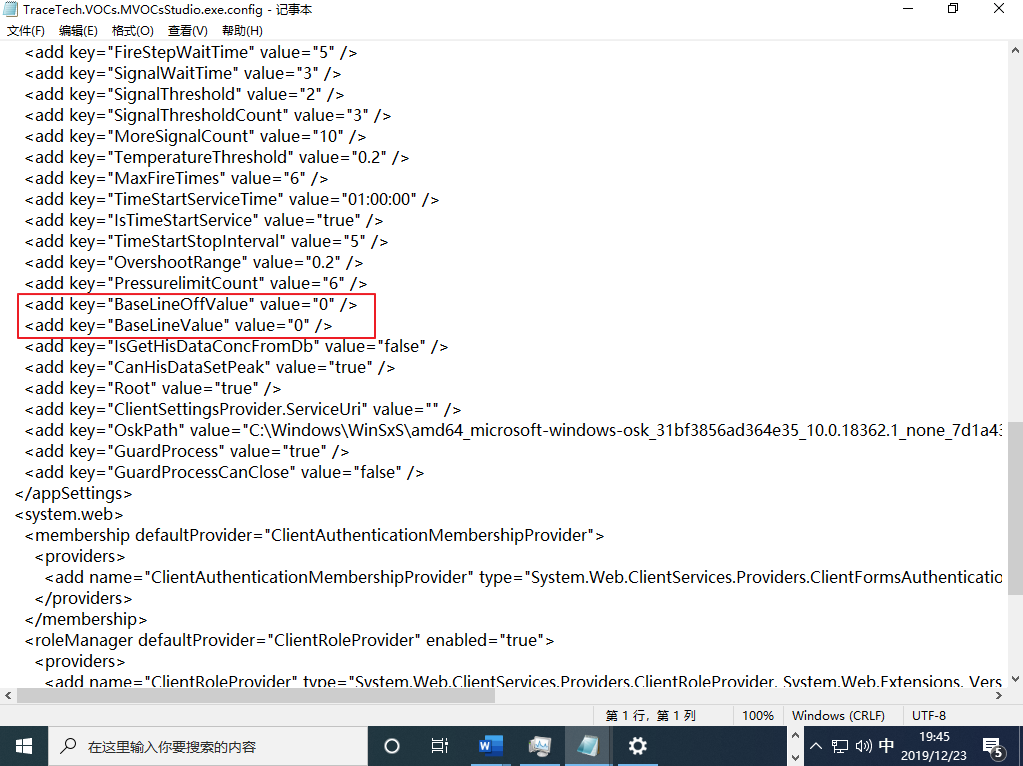 TraceTech.VOCs.MVOCsStudio.exe.config - 记事本
文件(F) 编辑(E) 格式(O) 查看(V) 帮助(H)
<add key="FireStepWaitTime" value="5" />
<add key="SignalWaitTime" value="3" />
<add key="SignalThreshold" value="2" />
<add key="SignalThresholdCount" value="3" />
<add key="MoreSignalCount" value="10" />
<add key="TemperatureThreshold" value="0.2" />
<add key="MaxFireTimes" value="6" />
<add key="TimeStartServiceTime" value="01:00:00" />
<add key="IsTimeStartService" value="true" />
<add key="TimeStartStopInterval" value="5" />
<add key="OvershootRange" value="0.2" />
<add key="PressurelimitCount" value="6" />
<add key="BaseLineOffValue" value="0" />
<add key="BaseLineValue" value="0" />
<add key="IsGetHisDataConcFromDb" value="false" />
<add key="CanHisDataSetPeak" value="true" />
<add key="Root" value="true" />
<add key="ClientSettingsProvider.ServiceUri" value="" />
<add key="OskPath" value="C:\Windows\WinSxS\amd64_microsoft-windows-osk_31bf3856ad364e35_10.0.18362.1_none_7d1a43
<add key="GuardProcess" value="true" />
<add key="GuardProcessCanClose" value="false" />
</appSettings>
<system.web>
<membership defaultProvider="ClientAuthenticationMembershipProvider">
<providers>
<add name="ClientAuthenticationMembershipProvider" type="System.Web.ClientServices.Providers.ClientFormsAuthenticatio
</providers>
</membership>
<roleManager defaultProvider="ClientRoleProvider" enabled="true">
<providers>
<add name="ClientRoleProvider" type="System.Web.ClientServices.Providers.ClientRoleProvider, System.Web.Extensions, Vers
第 1 行，第 1 列 100% Windows (CRLF) UTF-8
在这里输入你要搜索的内容
W
中
19:45
2019/12/23
5